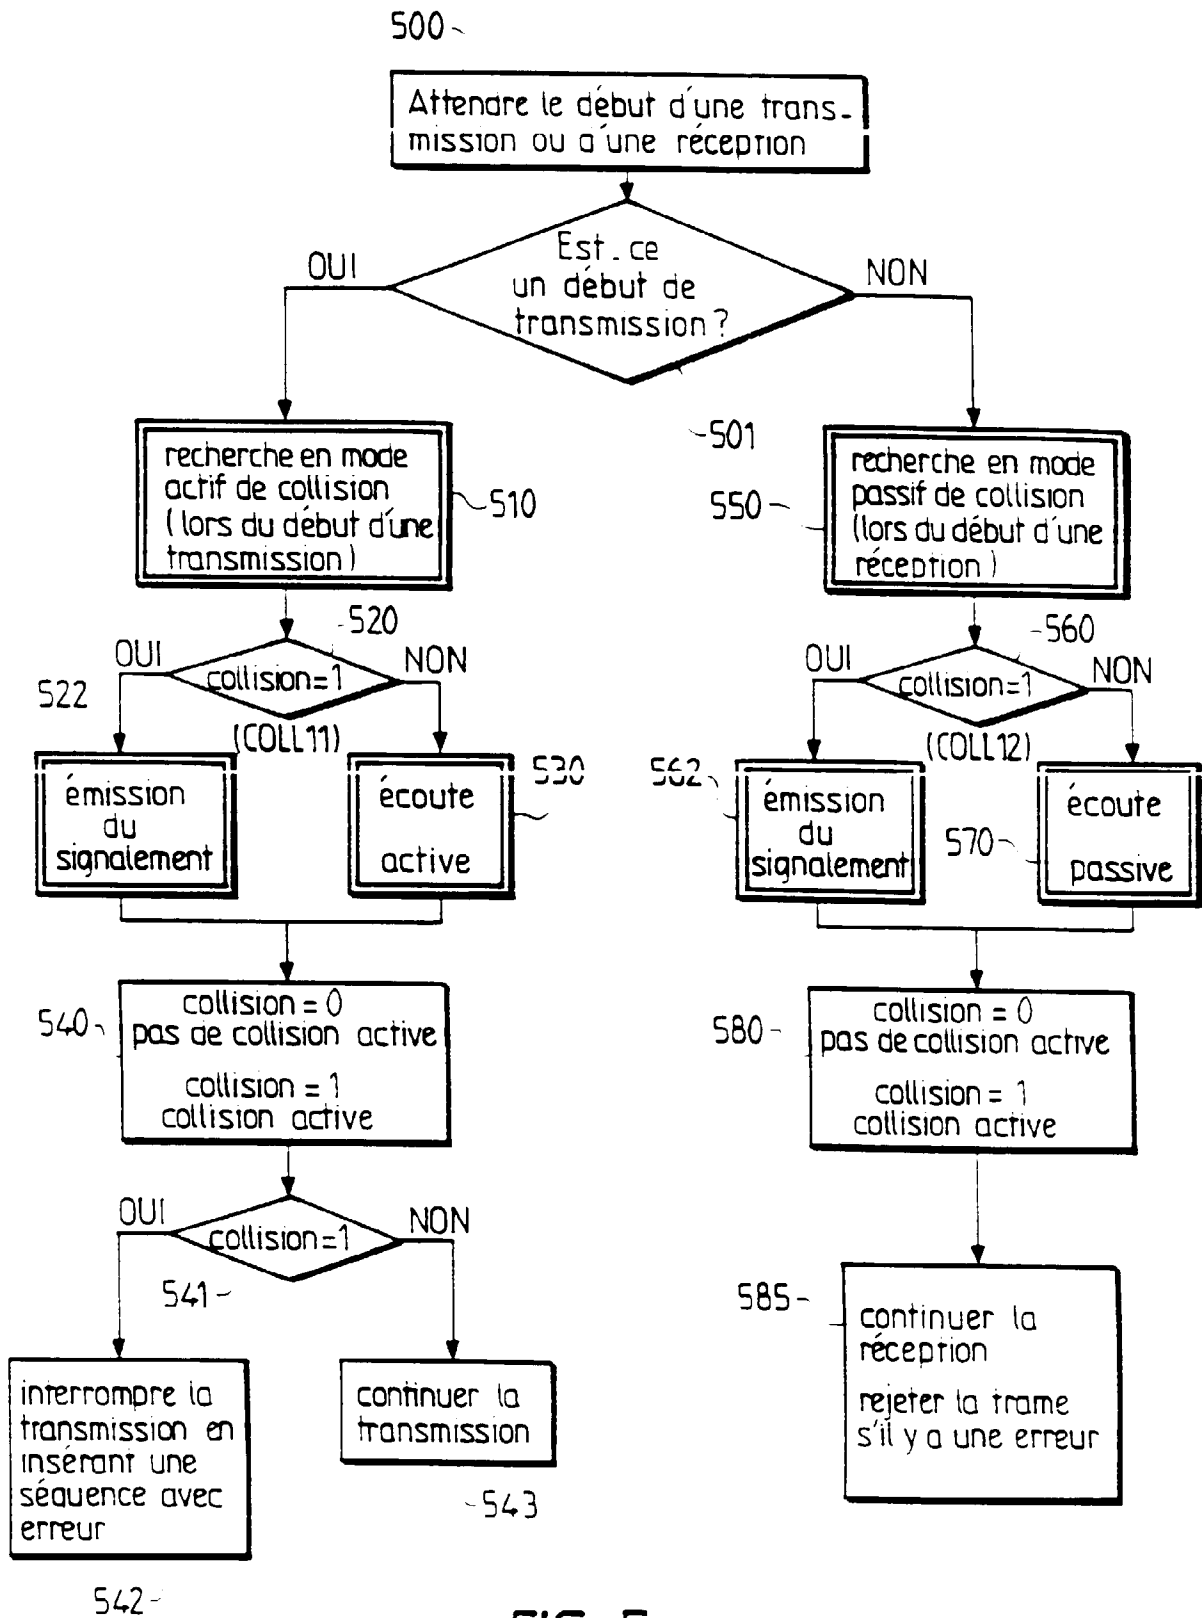 500
Attendre le début d'une trans-
mission ou d'une réception
Est-ce
un début de
transmission ?
OUI
NON
501
recherche en mode
actif de collision
(lors du début d'une
transmission)
510
550
recherche en mode
passif de collision
(lors du début d'une
réception)
520
OUI
collision=1
NON
(COLL11)
560
OUI
collision=1
NON
(COLL12)
522
émission
du
signalement
530
écoute
active
562
émission
du
signalement
570
écoute
passive
540
collision = 0
pas de collision active
collision = 1
collision active
580
collision = 0
pas de collision active
collision = 1
collision active
OUI
collision=1
NON
541
585
continuer la
réception
rejeter la trame
s'il y a une erreur
interrompre la
transmission en
insérant une
séquence avec
erreur
542
continuer la
transmission
543